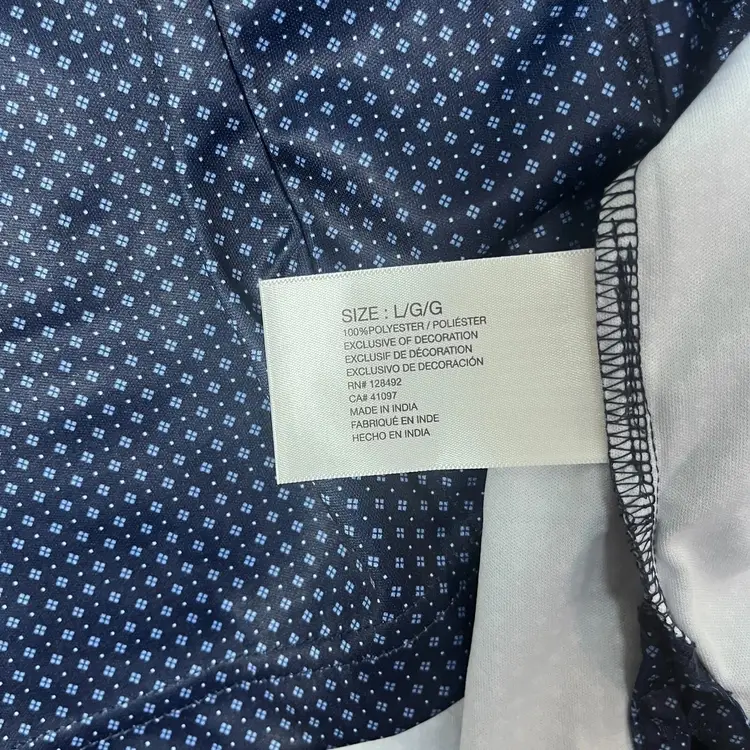 SIZE : L/G/G
100%POLYESTER / POLIÉSTER
EXCLUSIVE OF DECORATION
EXCLUSIF DE DÉCORATION
EXCLUSIVO DE DECORACIÓN
RN# 128492
CA# 41097
MADE IN INDIA
FABRIQUÉ EN INDE
HECHO EN INDIA